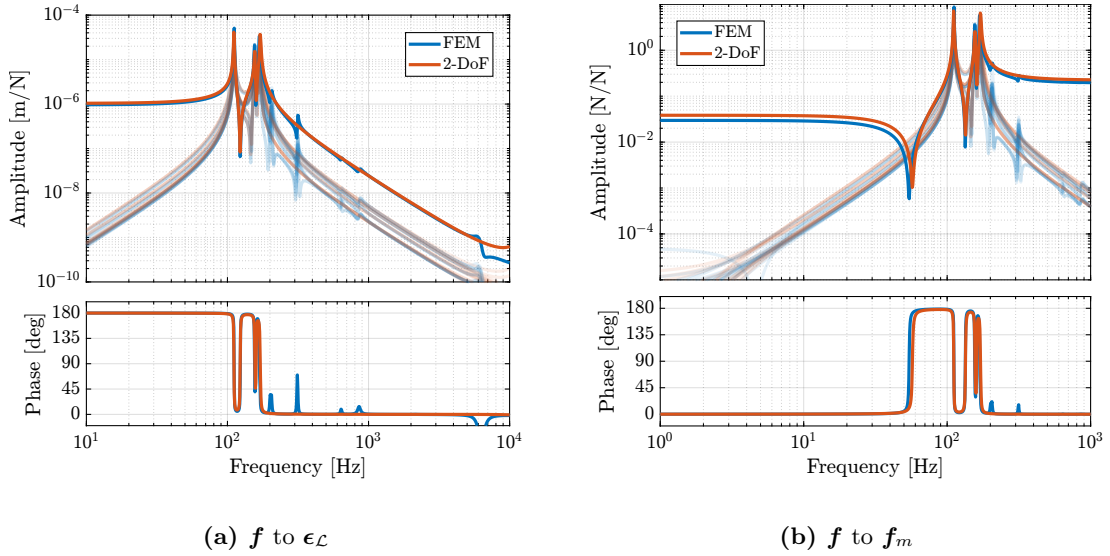 Amplitude [m/N]
10^-4
10^-6
10^-8
10^-10
FEM
2-DoF
Phase [deg]
180
135
90
45
0
10^1 10^2 10^3 10^4
Frequency [Hz]
(a) f to ϵ_ℒ
Amplitude [N/N]
10^0
10^-2
10^-4
FEM
2-DoF
Phase [deg]
180
135
90
45
0
10^0 10^1 10^2 10^3
Frequency [Hz]
(b) f to f_m